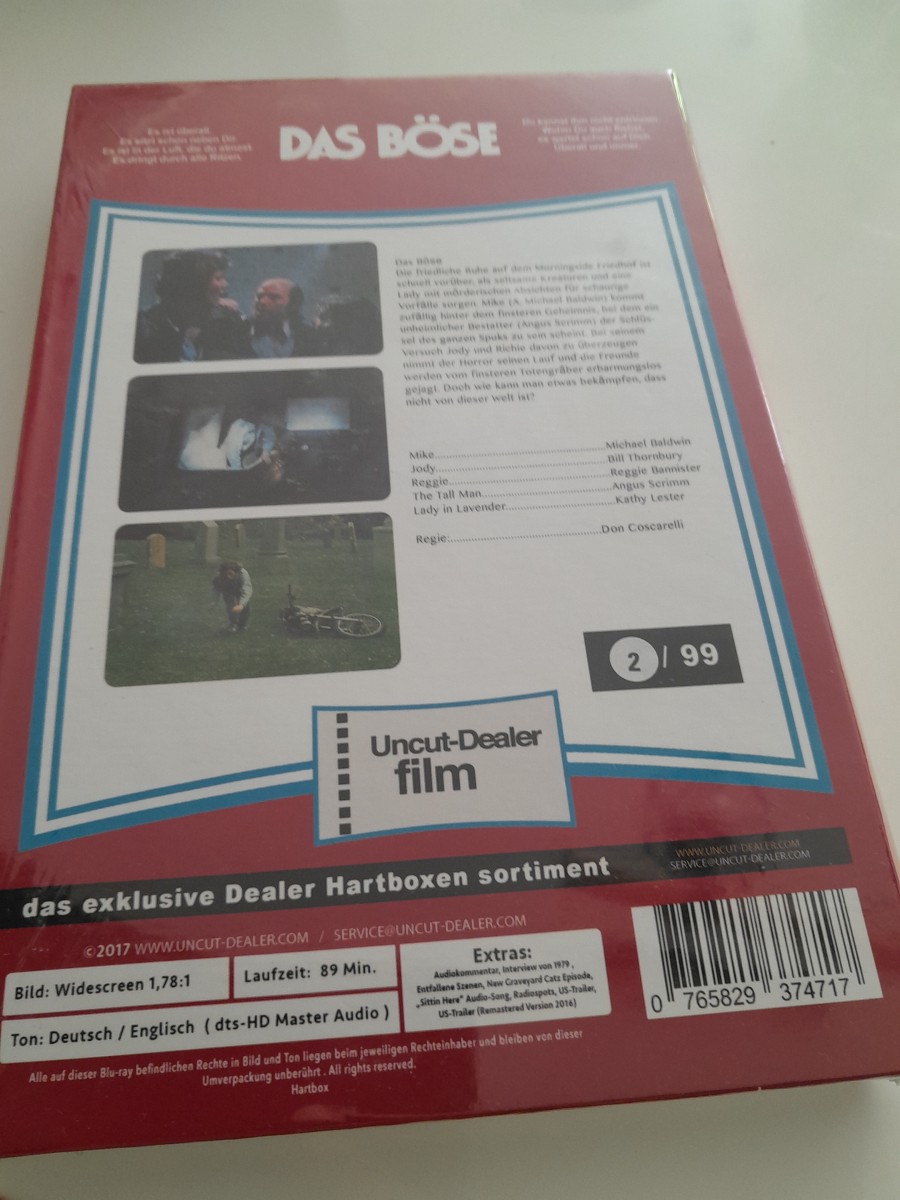 Es ist überall.
Es sitzt schon neben Dir.
Es ist in der Luft, die du atmest.
Es dringt durch alle Ritzen.
DAS BÖSE
Du kannst ihm nicht entrinnen.
Wohin Du auch fliehst,
es wartet schon auf Dich.
Überall und immer.
Das Böse
Die friedliche Ruhe auf dem Morningside Friedhof ist
schnell vorüber, als seltsame Kreaturen und eine
Lady mit mörderischen Absichten für schaurige
Vorfälle sorgen. Mike (A. Michael Baldwin) kommt
zufällig hinter dem finsteren Geheimnis, bei dem ein
unheimlicher Bestatter (Angus Scrimm) der Schlüs-
sel des ganzen Spuks zu sein scheint. Bei seinem
Versuch Jody und Richie davon zu überzeugen
nimmt der Horror seinen Lauf und die Freunde
werden vom finsteren Totengräber erbarmungslos
gejagt. Doch wie kann man etwas bekämpfen, dass
nicht von dieser Welt ist?
Mike Michael Baldwin
Jody Bill Thornbury
Reggie Reggie Bannister
The Tall Man Angus Scrimm
Lady in Lavender Kathy Lester
Regie: Don Coscarelli
2 / 99
Uncut-Dealer
film
das exklusive Dealer Hartboxen sortiment
WWW.UNCUT-DEALER.COM
SERVICE@UNCUT-DEALER.COM
©2017 WWW.UNCUT-DEALER.COM / SERVICE@UNCUT-DEALER.COM
Bild: Widescreen 1,78:1
Laufzeit: 89 Min.
Ton: Deutsch / Englisch ( dts-HD Master Audio )
Extras:
Audiokommentar, Interview von 1979 ,
Entfallene Szenen, New Graveyard Catz Episode,
„Sittin Here" Audio-Song, Radiospots, US-Trailer,
US-Trailer (Remastered Version 2016)
0 765829 374717
Alle auf dieser Blu-ray befindlichen Rechte in Bild und Ton liegen beim jeweiligen Rechteinhaber und bleiben von dieser
Umverpackung unberührt . All rights reserved.
Hartbox